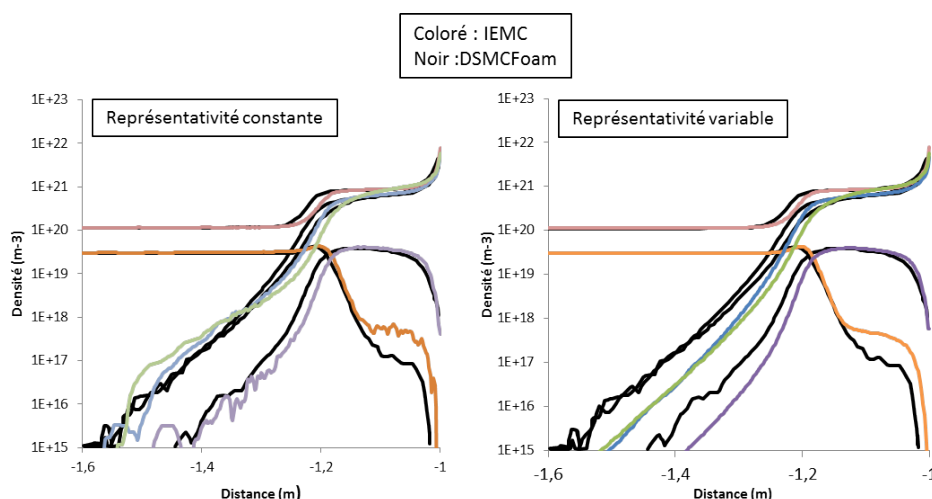 Coloré : IEMC
Noir :DSMCFoam
Représentativité constante
1E+23
1E+22
1E+21
1E+20
1E+19
1E+18
1E+17
1E+16
1E+15
Densité (m-3)
-1,6
-1,4
-1,2
-1
Distance (m)
Représentativité variable
1E+23
1E+22
1E+21
1E+20
1E+19
1E+18
1E+17
1E+16
1E+15
Densité (m-3)
-1,6
-1,4
-1,2
-1
Distance (m)